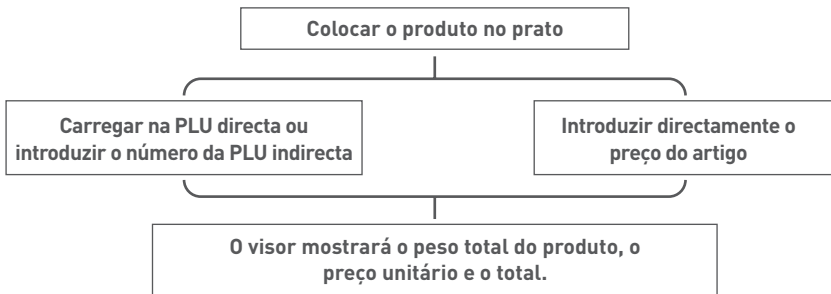 Colocar o produto no prato
Carregar na PLU directa ou
introduzir o número da PLU indirecta
Introduzir directamente o
preço do artigo
O visor mostrará o peso total do produto, o
preço unitário e o total.